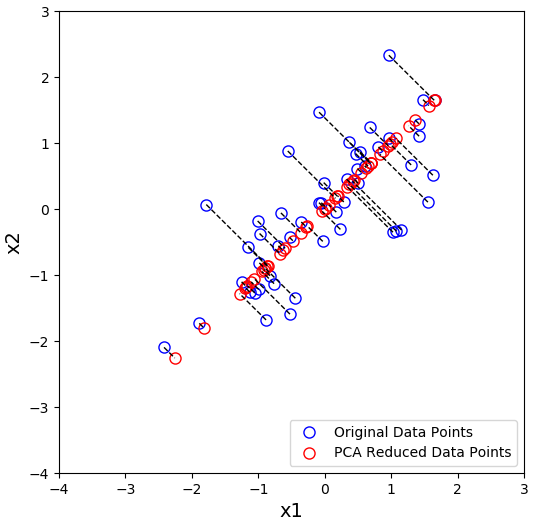 3
2
1
0
−1
−2
−3
−4
x2
−4 −3 −2 −1 0 1 2 3
x1
Original Data Points
PCA Reduced Data Points